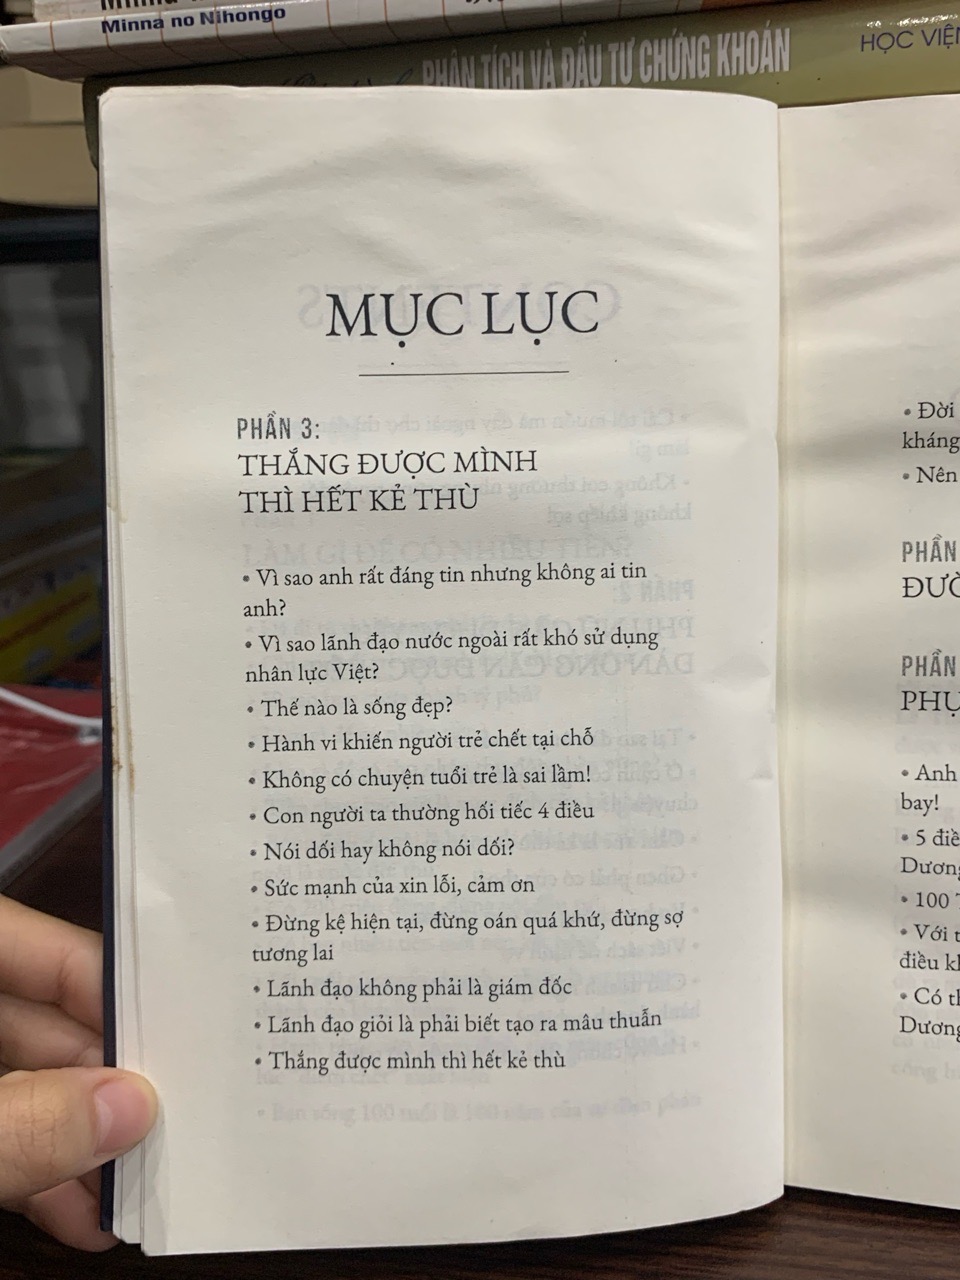 Minna no Nihongo
PHÂN TÍCH VÀ ĐẦU TƯ CHỨNG KHOÁN
HỌC VIỆN
MỤC LỤC
PHẦN 3:
THẮNG ĐƯỢC MÌNH
THÌ HẾT KẺ THÙ
• Vì sao anh rất đáng tin nhưng không ai tin
anh?
• Vì sao lãnh đạo nước ngoài rất khó sử dụng
nhân lực Việt?
• Thế nào là sống đẹp?
• Hành vi khiến người trẻ chết tại chỗ
• Không có chuyện tuổi trẻ là sai lầm!
• Con người ta thường hối tiếc 4 điều
• Nói dối hay không nói dối?
• Sức mạnh của xin lỗi, cảm ơn
• Đừng kệ hiện tại, đừng oán quá khứ, đừng sợ
tương lai
• Lãnh đạo không phải là giám đốc
• Lãnh đạo giỏi là phải biết tạo ra mâu thuẫn
• Thắng được mình thì hết kẻ thù
• Đời
kháng
• Nên
PHẦN
PHẦN
• Anh
bay!
• 5
• 100
• Với
điều
• Có